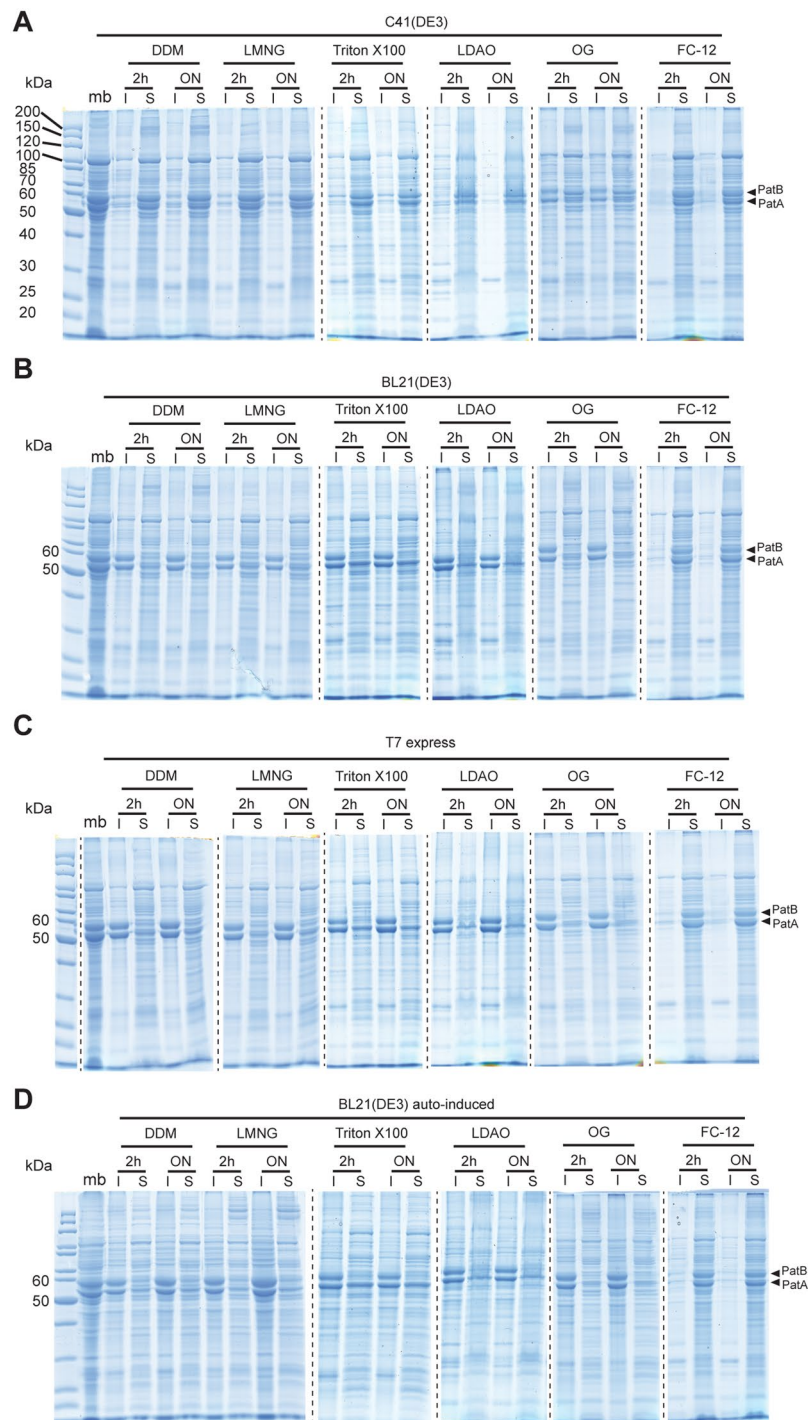 A
C41(DE3)
DDM LMNG Triton X100 LDAO OG FC-12
kDa 2h ON 2h ON 2h ON 2h ON 2h ON 2h ON
mb I S I S I S I S I S I S I S I S I S I S I S I S
200
150
120
100
85
70
60
50
40
30
25
20
PatB
PatA
B
BL21(DE3)
DDM LMNG Triton X100 LDAO OG FC-12
kDa 2h ON 2h ON 2h ON 2h ON 2h ON 2h ON
mb I S I S I S I S I S I S I S I S I S I S I S I S
60
50
PatB
PatA
C
T7 express
DDM LMNG Triton X100 LDAO OG FC-12
kDa 2h ON 2h ON 2h ON 2h ON 2h ON 2h ON
mb I S I S I S I S I S I S I S I S I S I S I S I S
60
50
PatB
PatA
D
BL21(DE3) auto-induced
DDM LMNG Triton X100 LDAO OG FC-12
kDa 2h ON 2h ON 2h ON 2h ON 2h ON 2h ON
mb I S I S I S I S I S I S I S I S I S I S I S I S
60
50
PatB
PatA